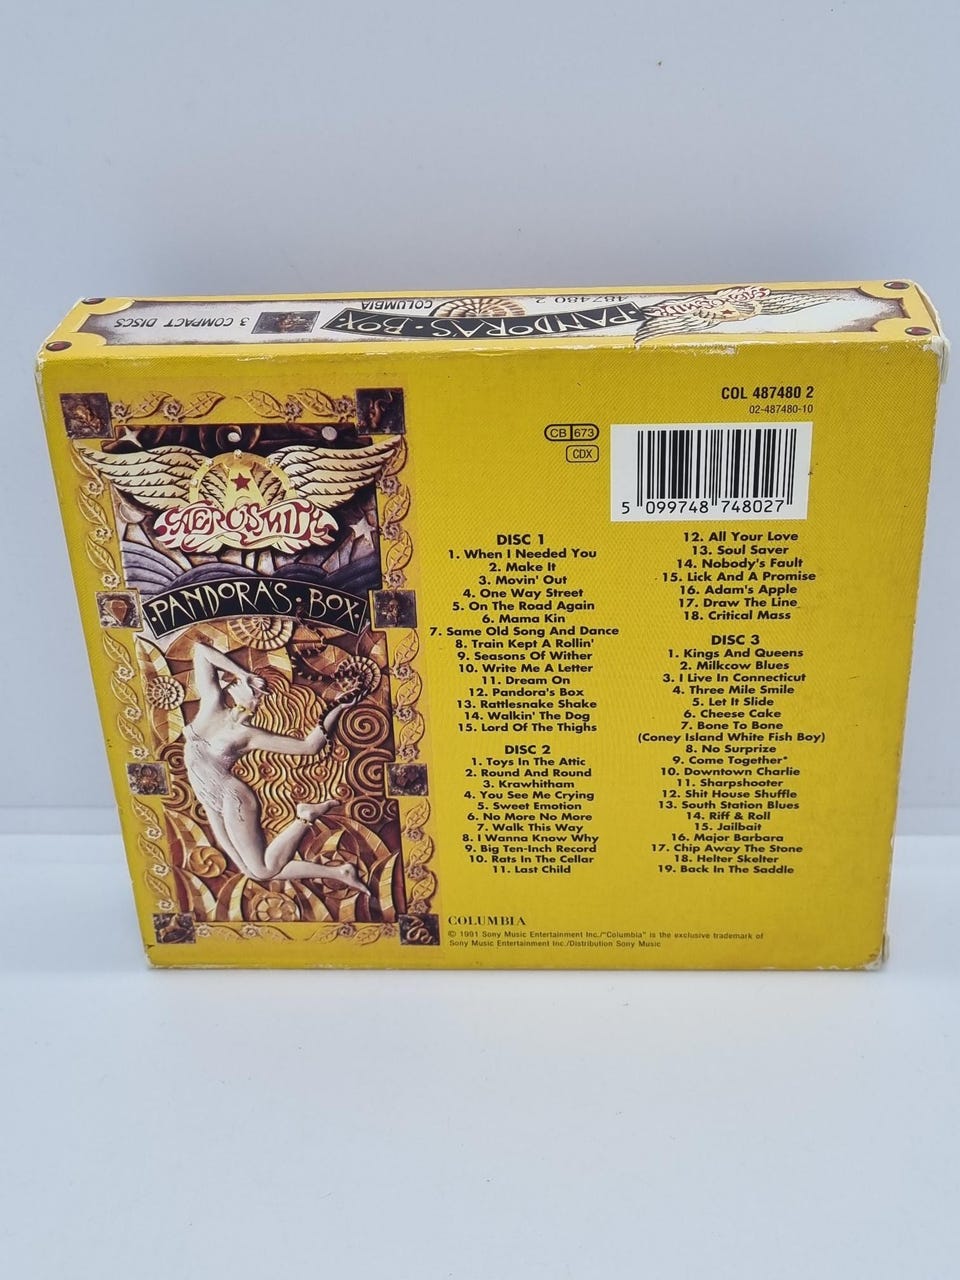 3 COMPACT DISCS
PANDORA'S · BOX
COLUMBIA
487480 2
AEROSMITH
AEROSMITH
PANDORA'S · BOX
COL 487480 2
02-487480-10
CB 673
CDX
5 099748 748027
DISC 1
1. When I Needed You
2. Make It
3. Movin' Out
4. One Way Street
5. On The Road Again
6. Mama Kin
7. Same Old Song And Dance
8. Train Kept A Rollin'
9. Seasons Of Wither
10. Write Me A Letter
11. Dream On
12. Pandora's Box
13. Rattlesnake Shake
14. Walkin' The Dog
15. Lord Of The Thighs
DISC 2
1. Toys In The Attic
2. Round And Round
3. Krawhitham
4. You See Me Crying
5. Sweet Emotion
6. No More No More
7. Walk This Way
8. I Wanna Know Why
9. Big Ten-Inch Record
10. Rats In The Cellar
11. Last Child
12. All Your Love
13. Soul Saver
14. Nobody's Fault
15. Lick And A Promise
16. Adam's Apple
17. Draw The Line
18. Critical Mass
DISC 3
1. Kings And Queens
2. Milkcow Blues
3. I Live In Connecticut
4. Three Mile Smile
5. Let It Slide
6. Cheese Cake
7. Bone To Bone
(Coney Island White Fish Boy)
8. No Surprize
9. Come Together*
10. Downtown Charlie
11. Sharpshooter
12. Shit House Shuffle
13. South Station Blues
14. Riff & Roll
15. Jailbait
16. Major Barbara
17. Chip Away The Stone
18. Helter Skelter
19. Back In The Saddle
COLUMBIA
© 1991 Sony Music Entertainment Inc./"Columbia" is the exclusive trademark of
Sony Music Entertainment Inc./Distribution Sony Music